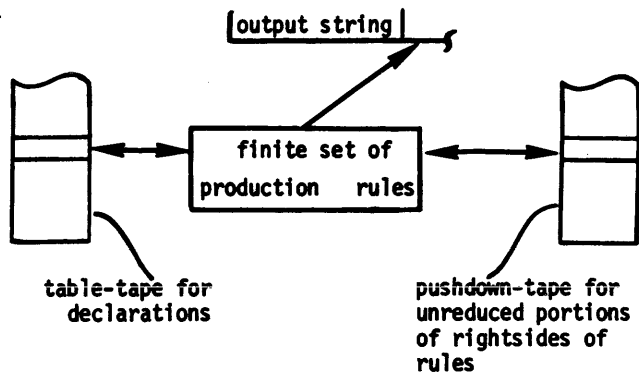 output string
finite set of
production rules
table-tape for
declarations
pushdown-tape for
unreduced portions
of rightsides of
rules